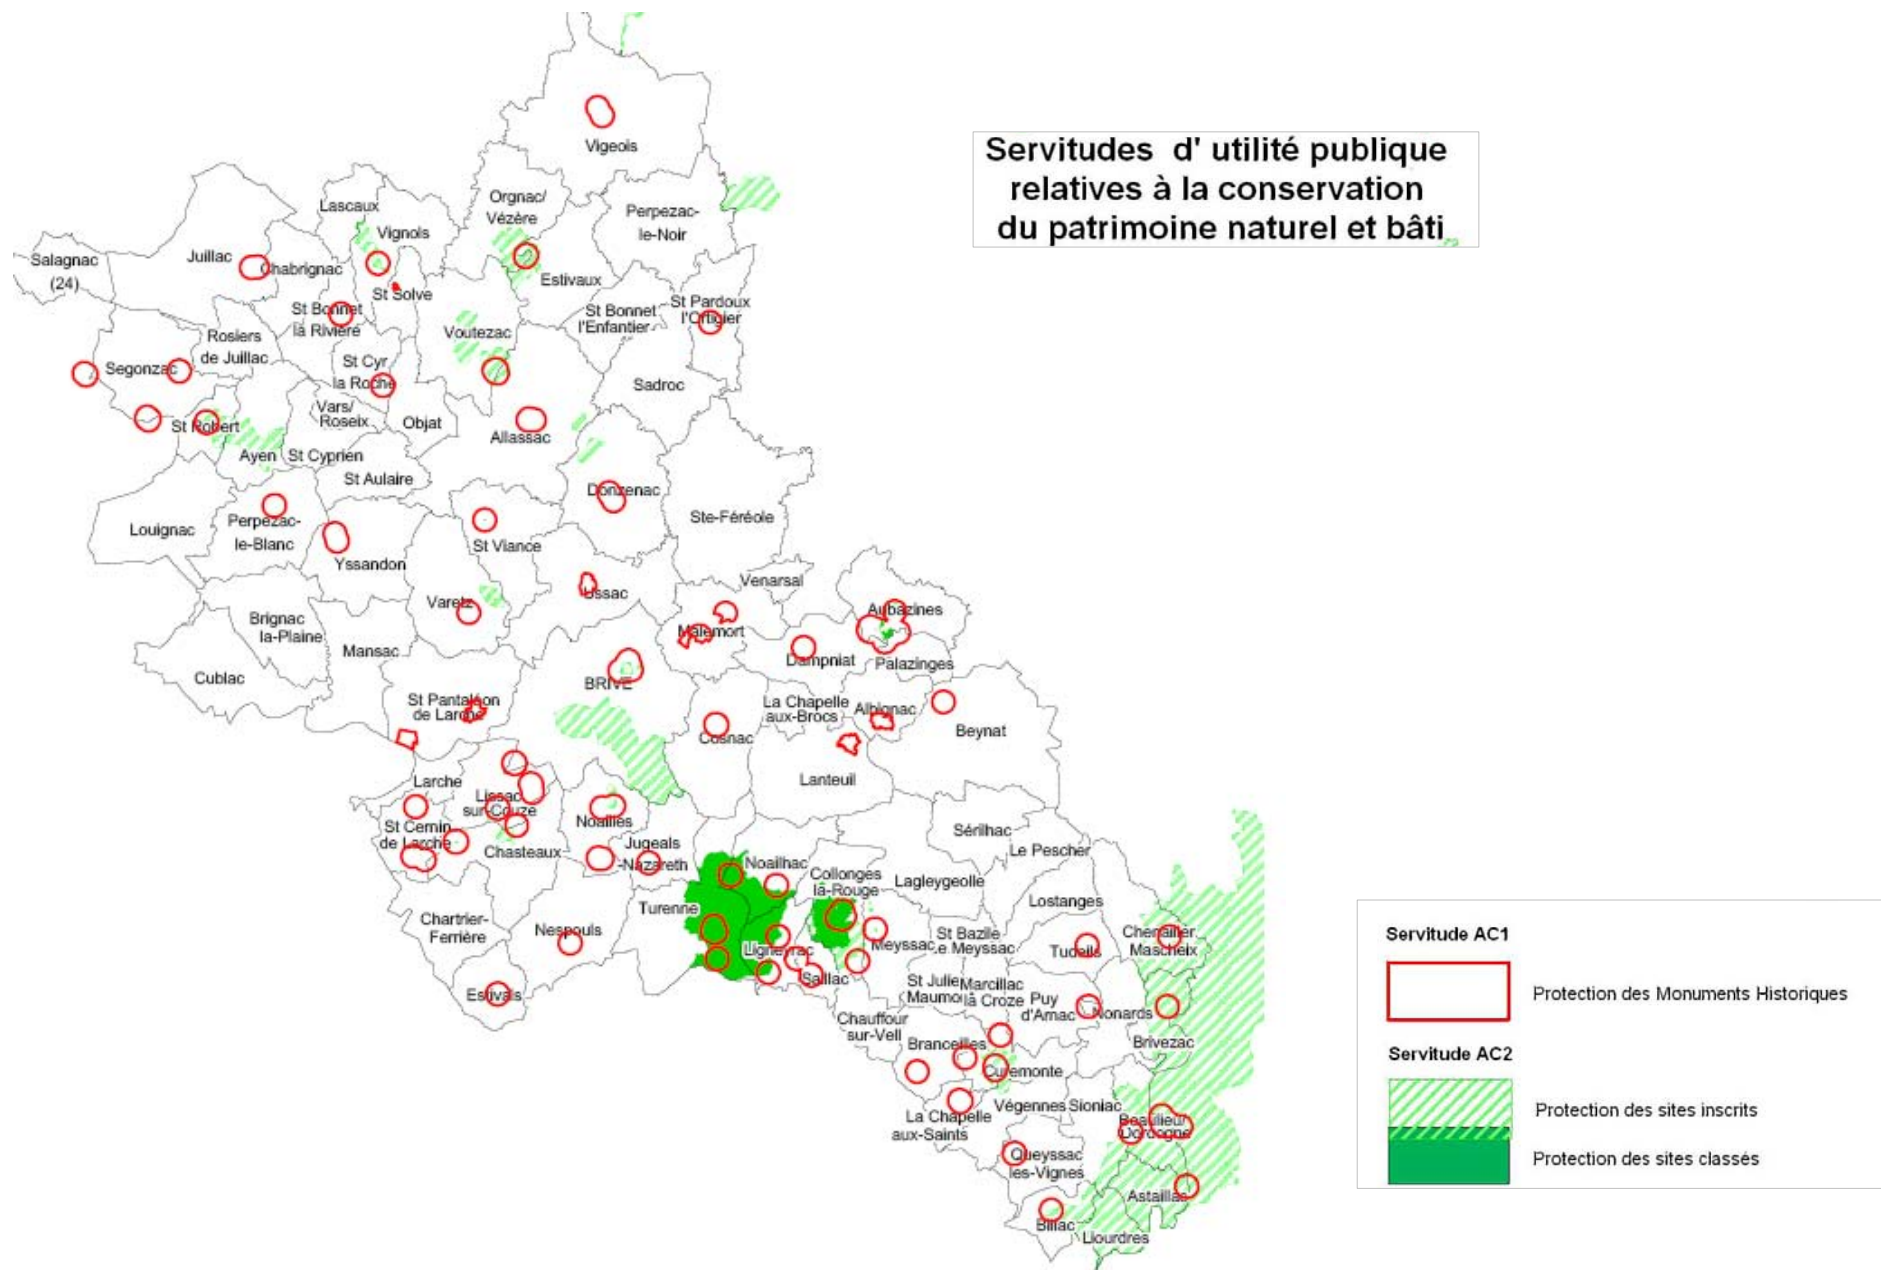 Servitudes d' utilité publique
relatives à la conservation
du patrimoine naturel et bâti
Vigeois
Orgnac/
Vézère
Perpezac-
le-Noir
Lascaux
Vignols
Salagnac
(24)
Juillac
Chabrignac
St Solve
Estivaux
St Bonnet
la Rivière
St Bonnet
l'Enfantier
St Pardoux
l'Ortigier
Voutezac
Rosiers
de Juillac
Segonzac
St Cyr
la Roche
Sadroc
Vars/
Roseix
Objat
St Robert
Allassac
Ayen
St Cyprien
St Aulaire
Donzenac
Louignac
Perpezac-
le-Blanc
Ste-Féréole
St Viance
Yssandon
Venarsal
Ussac
Varetz
Aubazines
Brignac
la-Plaine
Malemort
Mansac
Dampniat
Palazinges
Cublac
BRIVE
St Pantaléon
de Larche
La Chapelle
aux-Brocs
Albignac
Cosnac
Beynat
Larche
Lanteuil
Lissac
sur-Couze
Noailles
St Cernin
de Larche
Sérilhac
Chasteaux
Jugeals
-Nazareth
Le Pescher
Noailhac
Collonges
la-Rouge
Lagleygeolle
Turenne
Lostanges
Chartrier-
Ferrière
Nespouls
Ligneyrac
Meyssac
St Bazile
Le Meyssac
Tudeils
Chenailler
Mascheix
Saillac
St Julie
Maumo
Marcillac
la Croze
Puy
d'Arnac
Nonards
Estivals
Chauffour
sur-Vell
Branceilles
Brivezac
Curemonte
La Chapelle
aux-Saints
Végennes
Sioniac
Beaulieu/
Dordogne
Queyssac
les-Vignes
Astaillac
Billac
Liourdres
Servitude AC1
Protection des Monuments Historiques
Servitude AC2
Protection des sites inscrits
Protection des sites classés